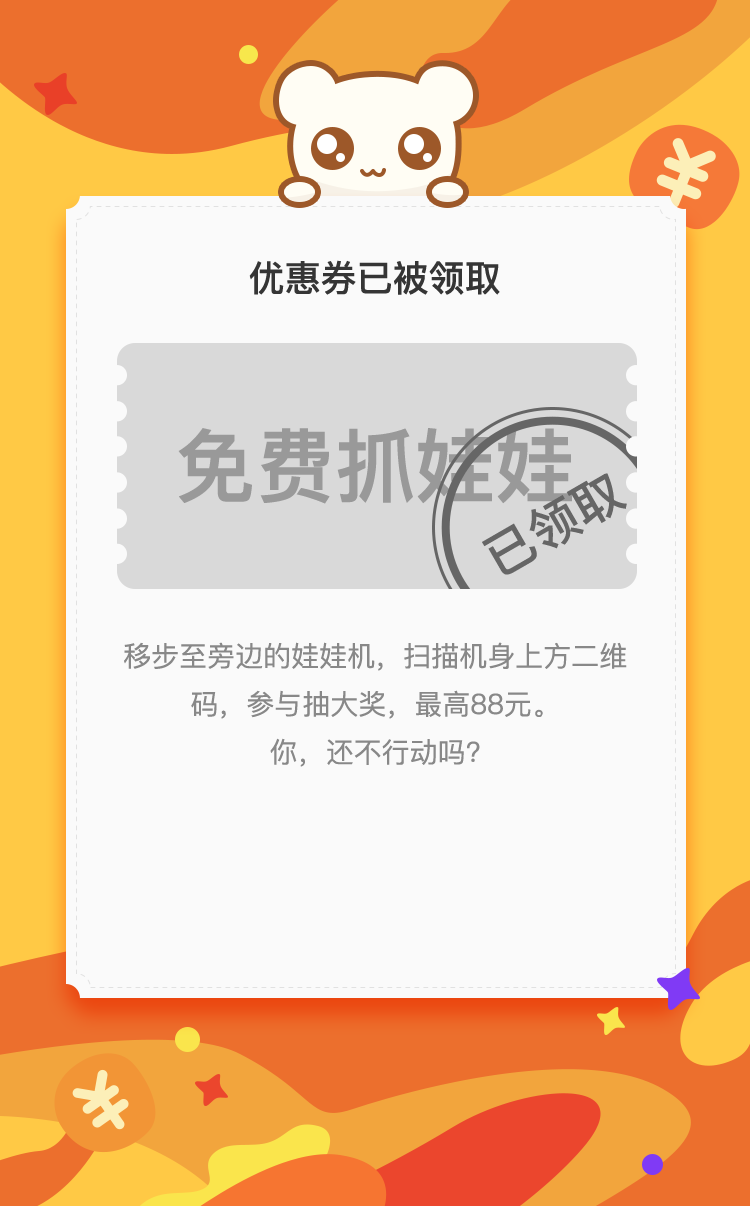 优惠券已被领取
免费抓娃娃
已领取
移步至旁边的娃娃机，扫描机身上方二维
码，参与抽大奖，最高88元。
你，还不行动吗？